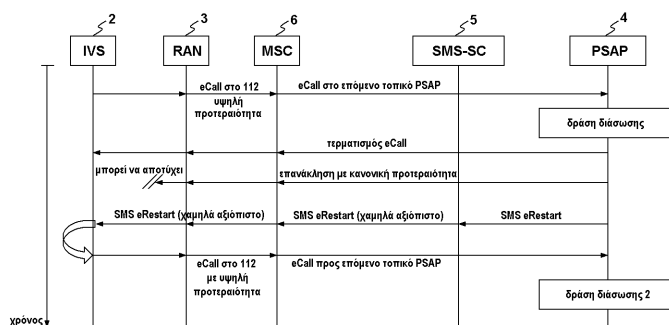 2 3 6 5 4
IVS RAN MSC SMS-SC PSAP
eCall στο 112
υψηλή
προτεραιότητα
eCall στο επόμενο τοπικό PSAP
δράση διάσωσης
τερματισμός eCall
μπορεί να αποτύχει
επανάκληση με κανονική προτεραιότητα
SMS eRestart (χαμηλά αξιόπιστο) SMS eRestart (χαμηλά αξιόπιστο) SMS eRestart
eCall στο 112
με υψηλή
προτεραιότητα
eCall προς επόμενο τοπικό PSAP
δράση διάσωσης 2
χρόνος